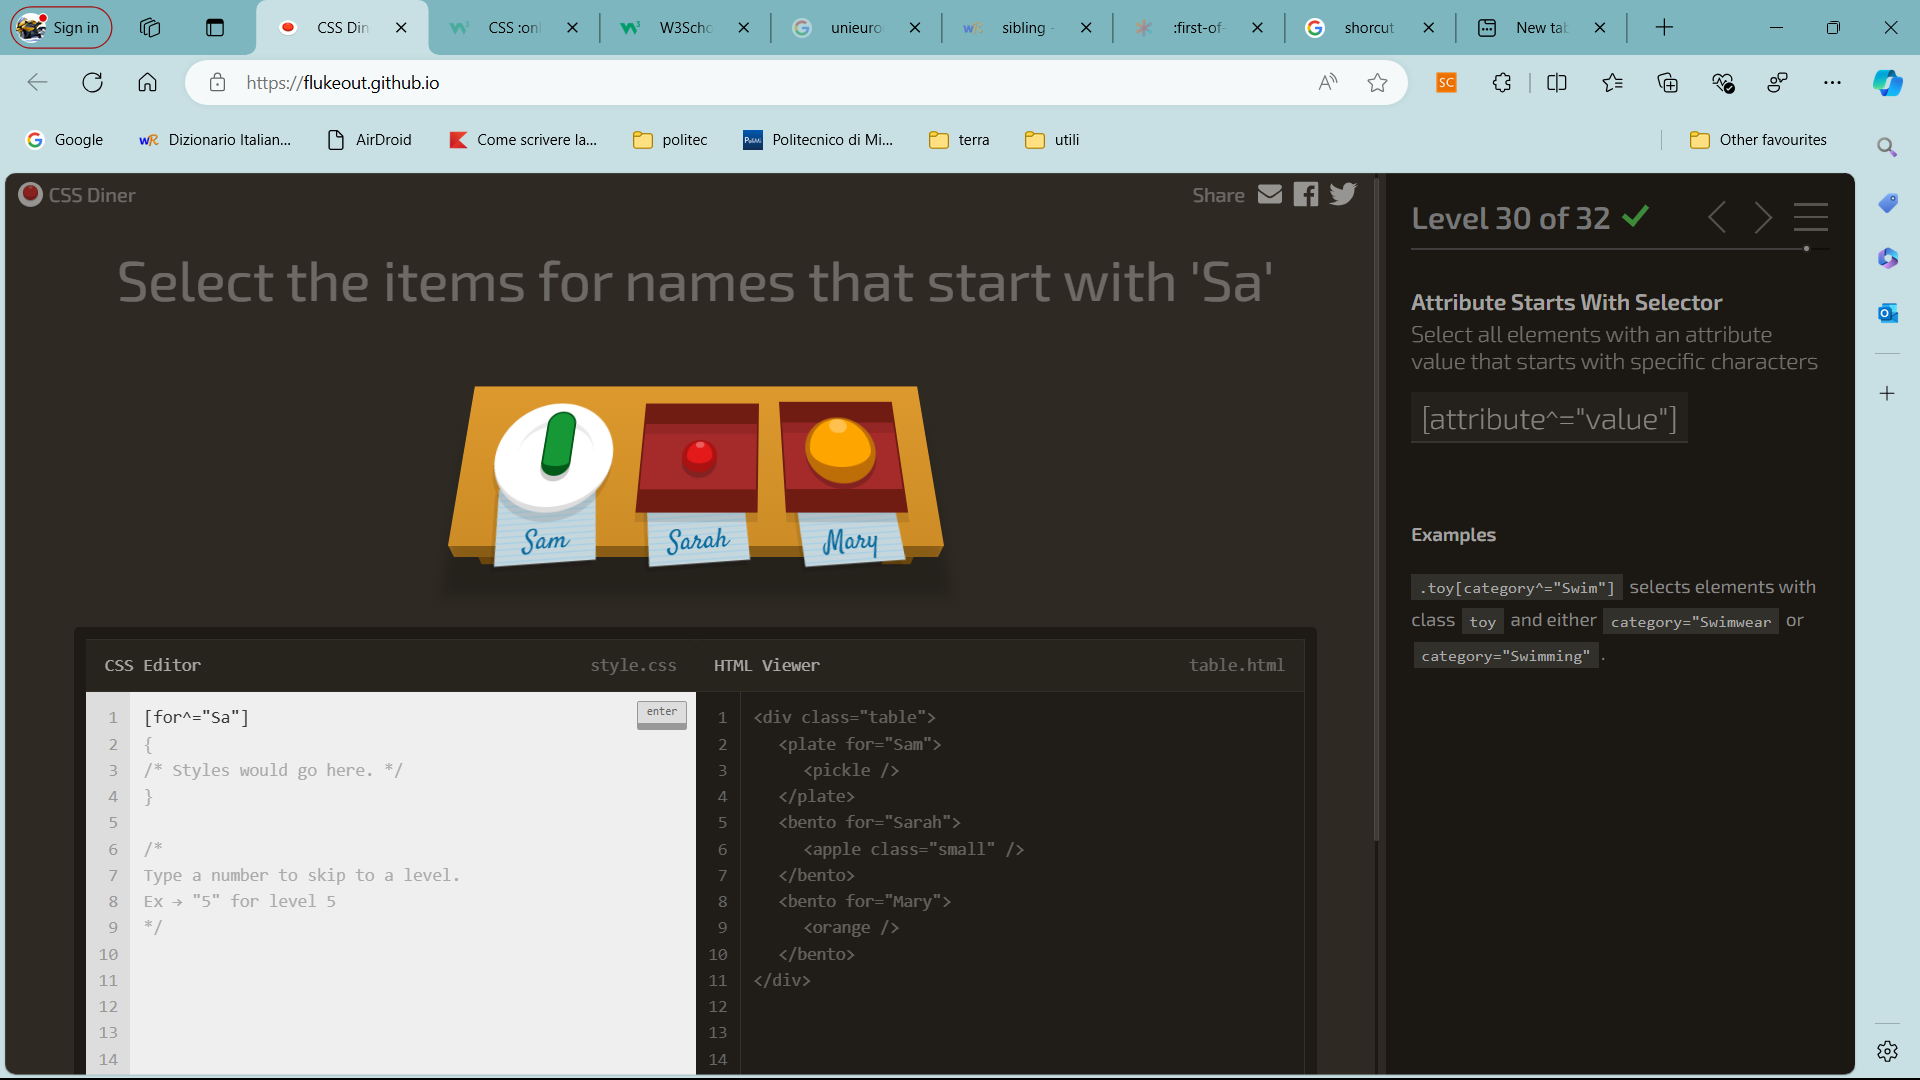 Sign in
CSS Din
CSS :onl
W3Scho
unieuro
sibling -
:first-of-
shorcut
New tab
https://flukeout.github.io
SC
Google
Dizionario Italian...
AirDroid
Come scrivere la...
politec
Politecnico di Mi...
terra
utili
Other favourites
CSS Diner
Share
Level 30 of 32
Select the items for names that start with 'Sa'
Attribute Starts With Selector
Select all elements with an attribute
value that starts with specific characters
[attribute^="value"]
Sam
Sarah
Mary
Examples
.toy[category^="Swim"] selects elements with
class toy and either category="Swimwear or
category="Swimming" .
CSS Editor
style.css
HTML Viewer
table.html
1 [for^="Sa"]
2 {
3 /* Styles would go here. */
4 }
5
6 /*
7 Type a number to skip to a level.
8 Ex → "5" for level 5
9 */
10
11
12
13
14
enter
1 <div class="table">
2 <plate for="Sam">
3 <pickle />
4 </plate>
5 <bento for="Sarah">
6 <apple class="small" />
7 </bento>
8 <bento for="Mary">
9 <orange />
10 </bento>
11 </div>
12
13
14